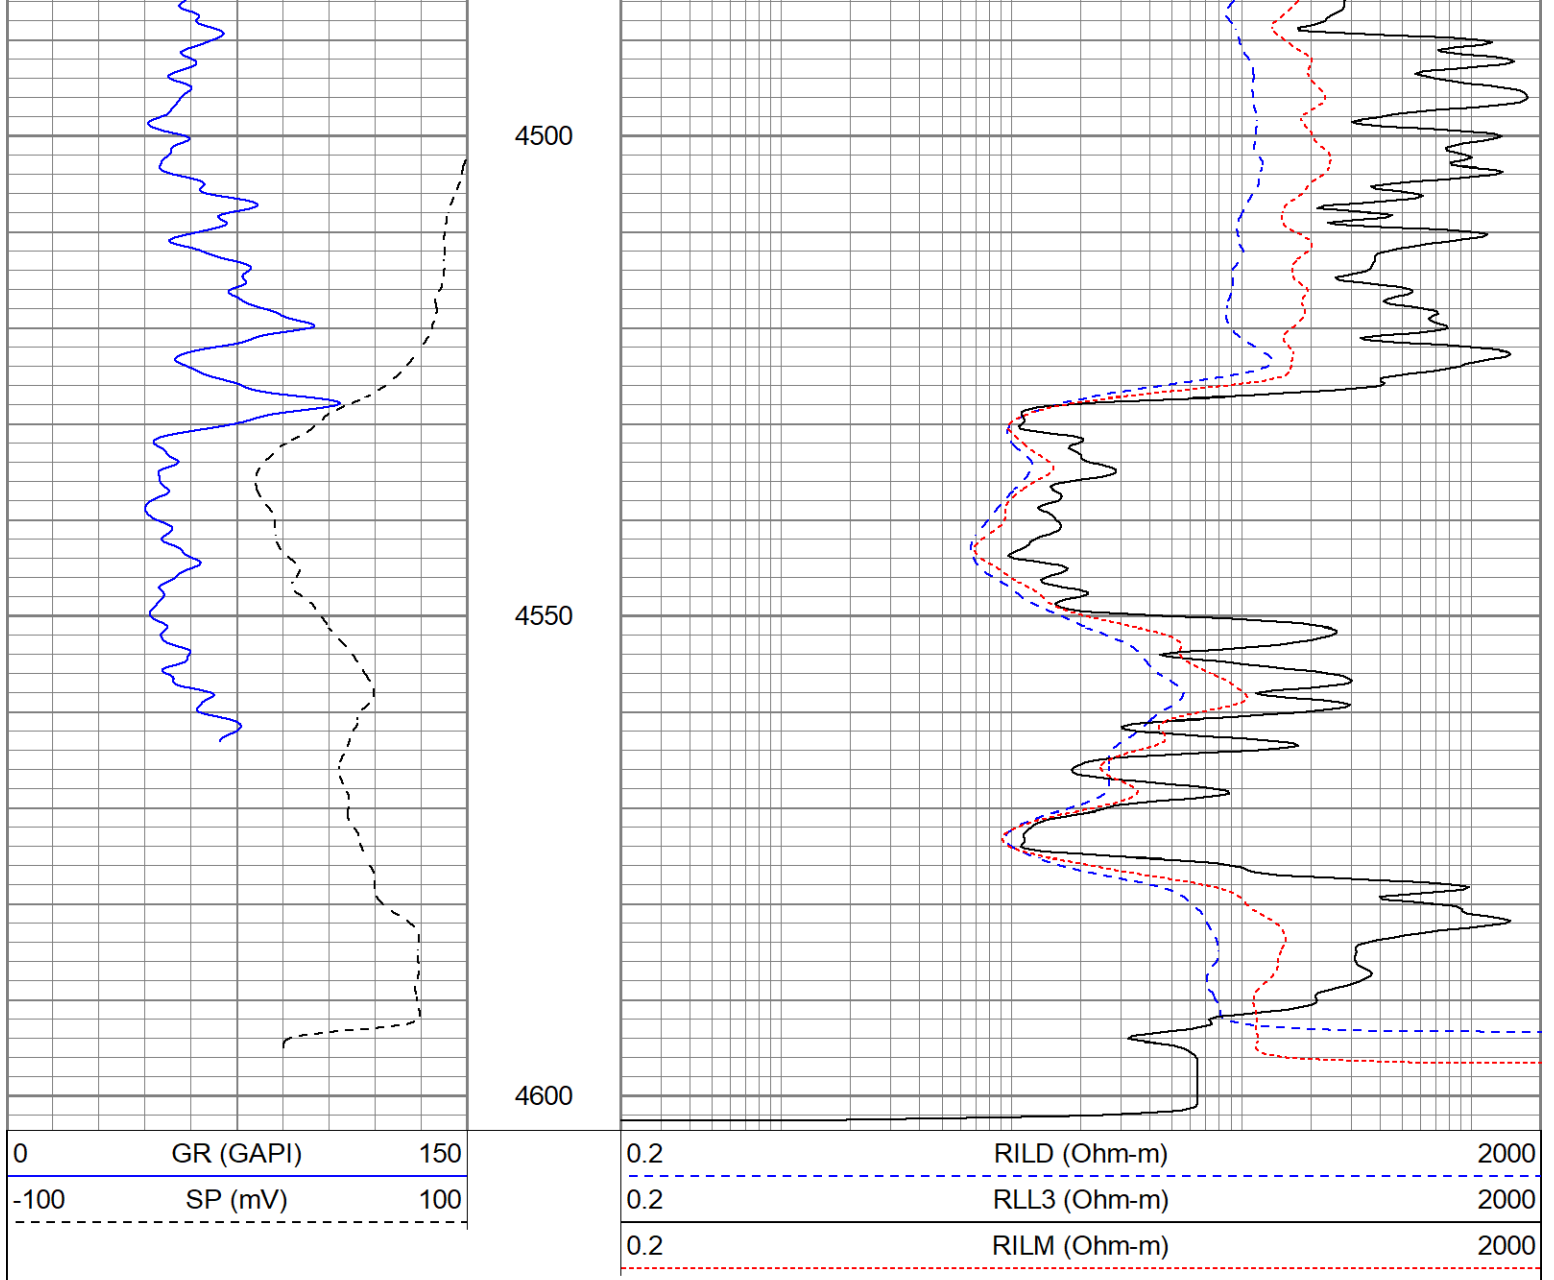 4500
4550
4600
0 GR (GAPI) 150
-100 SP (mV) 100
0.2 RILD (Ohm-m) 2000
0.2 RLL3 (Ohm-m) 2000
0.2 RILM (Ohm-m) 2000